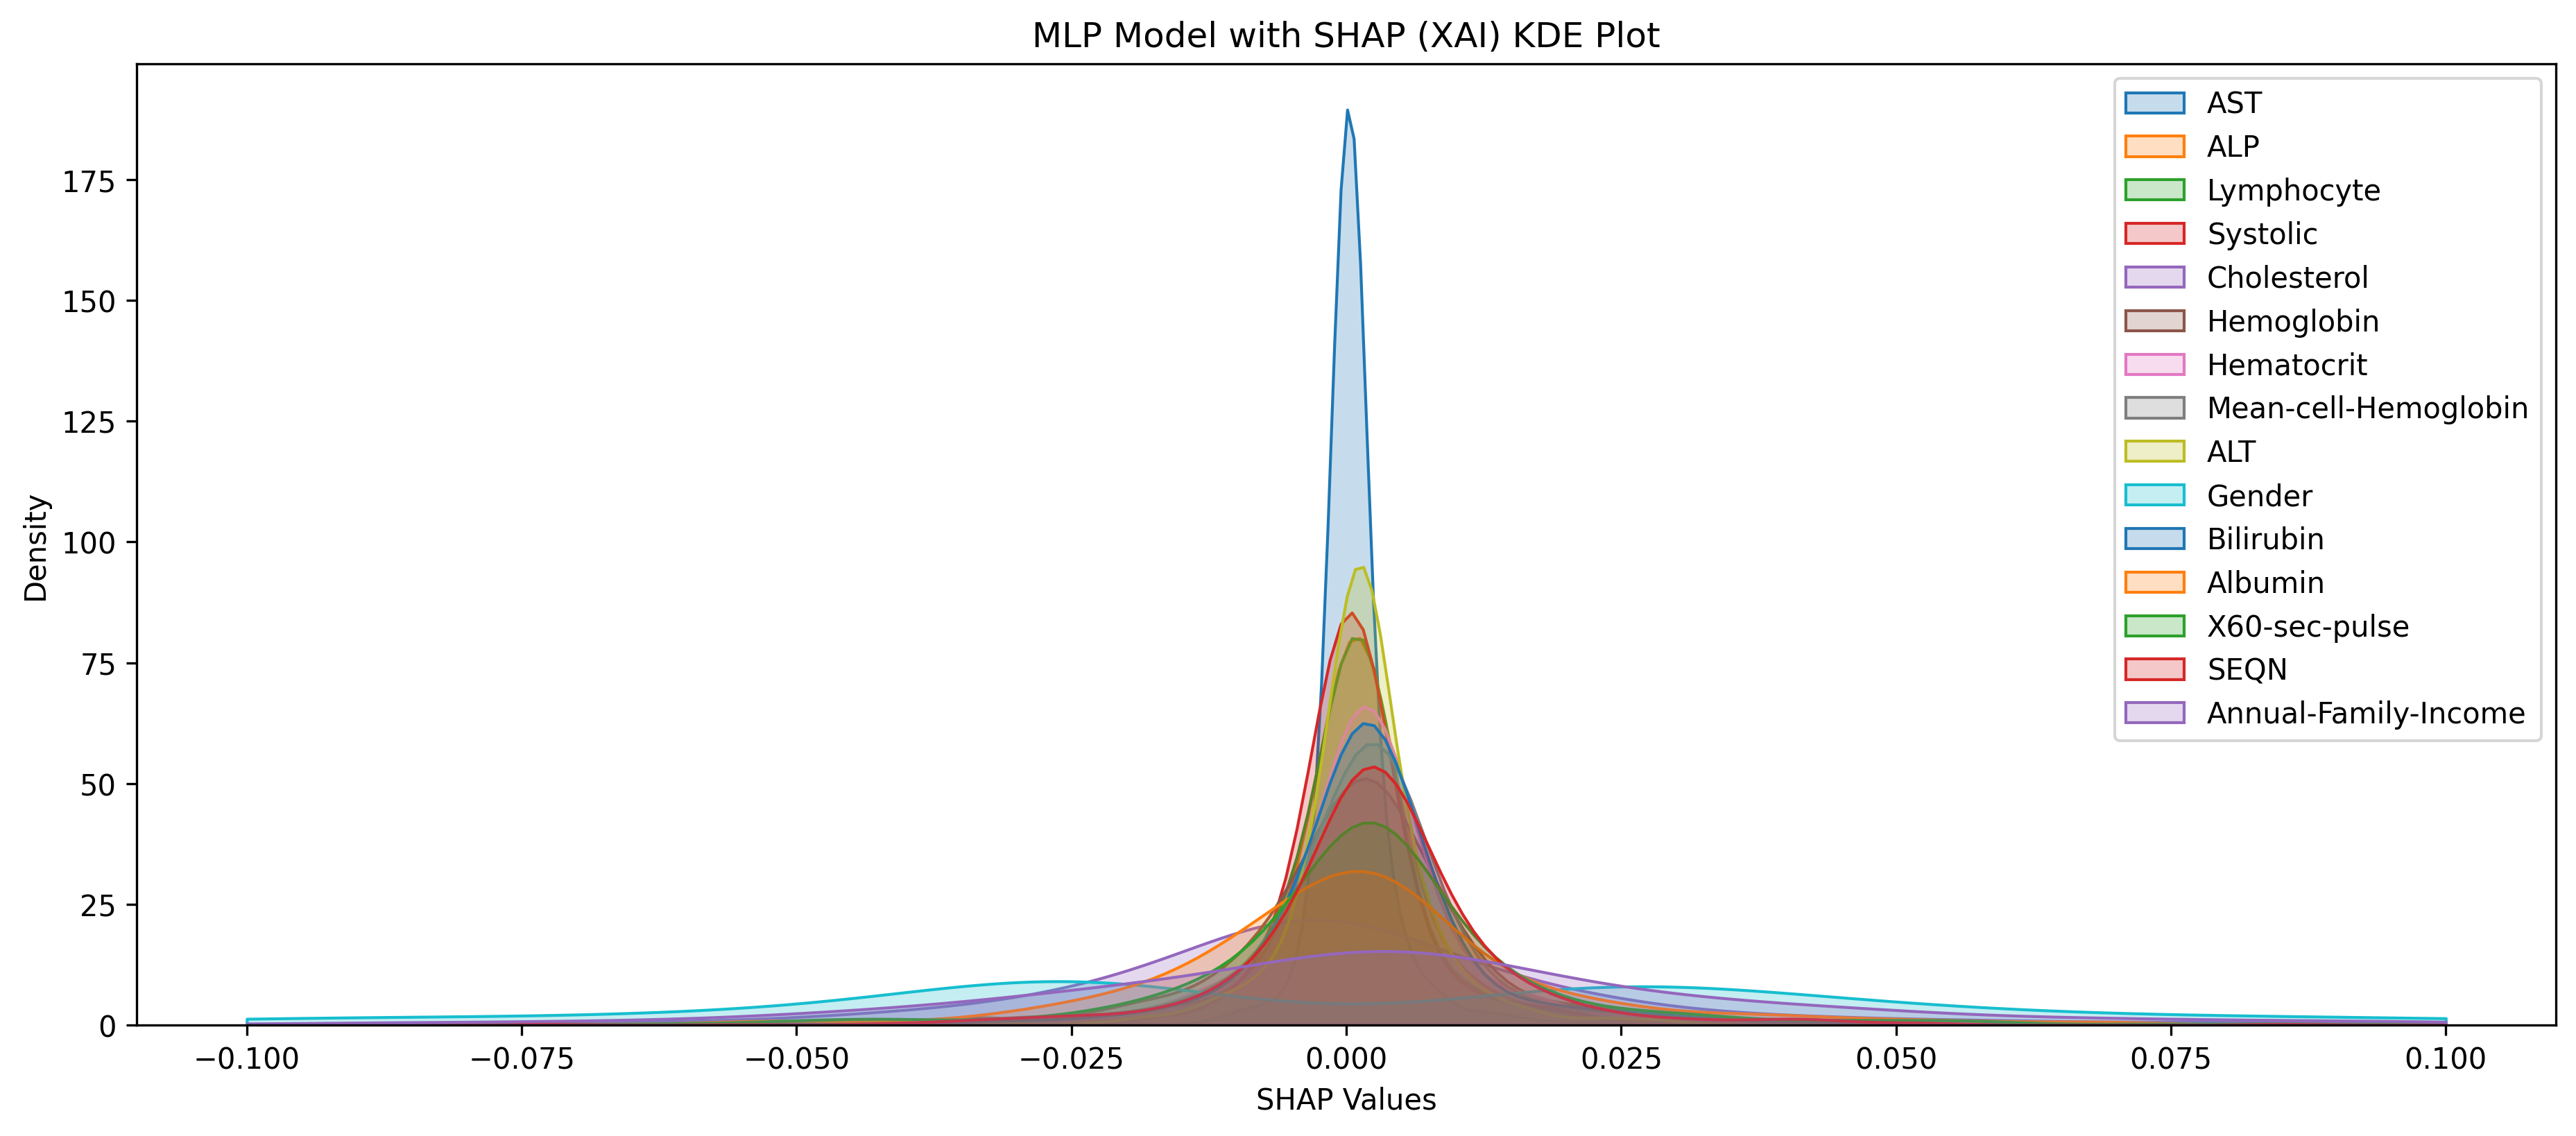 MLP Model with SHAP (XAI) KDE Plot
175
150
125
100
75
50
25
0
Density
−0.100
−0.075
−0.050
−0.025
0.000
0.025
0.050
0.075
0.100
SHAP Values
AST
ALP
Lymphocyte
Systolic
Cholesterol
Hemoglobin
Hematocrit
Mean-cell-Hemoglobin
ALT
Gender
Bilirubin
Albumin
X60-sec-pulse
SEQN
Annual-Family-Income